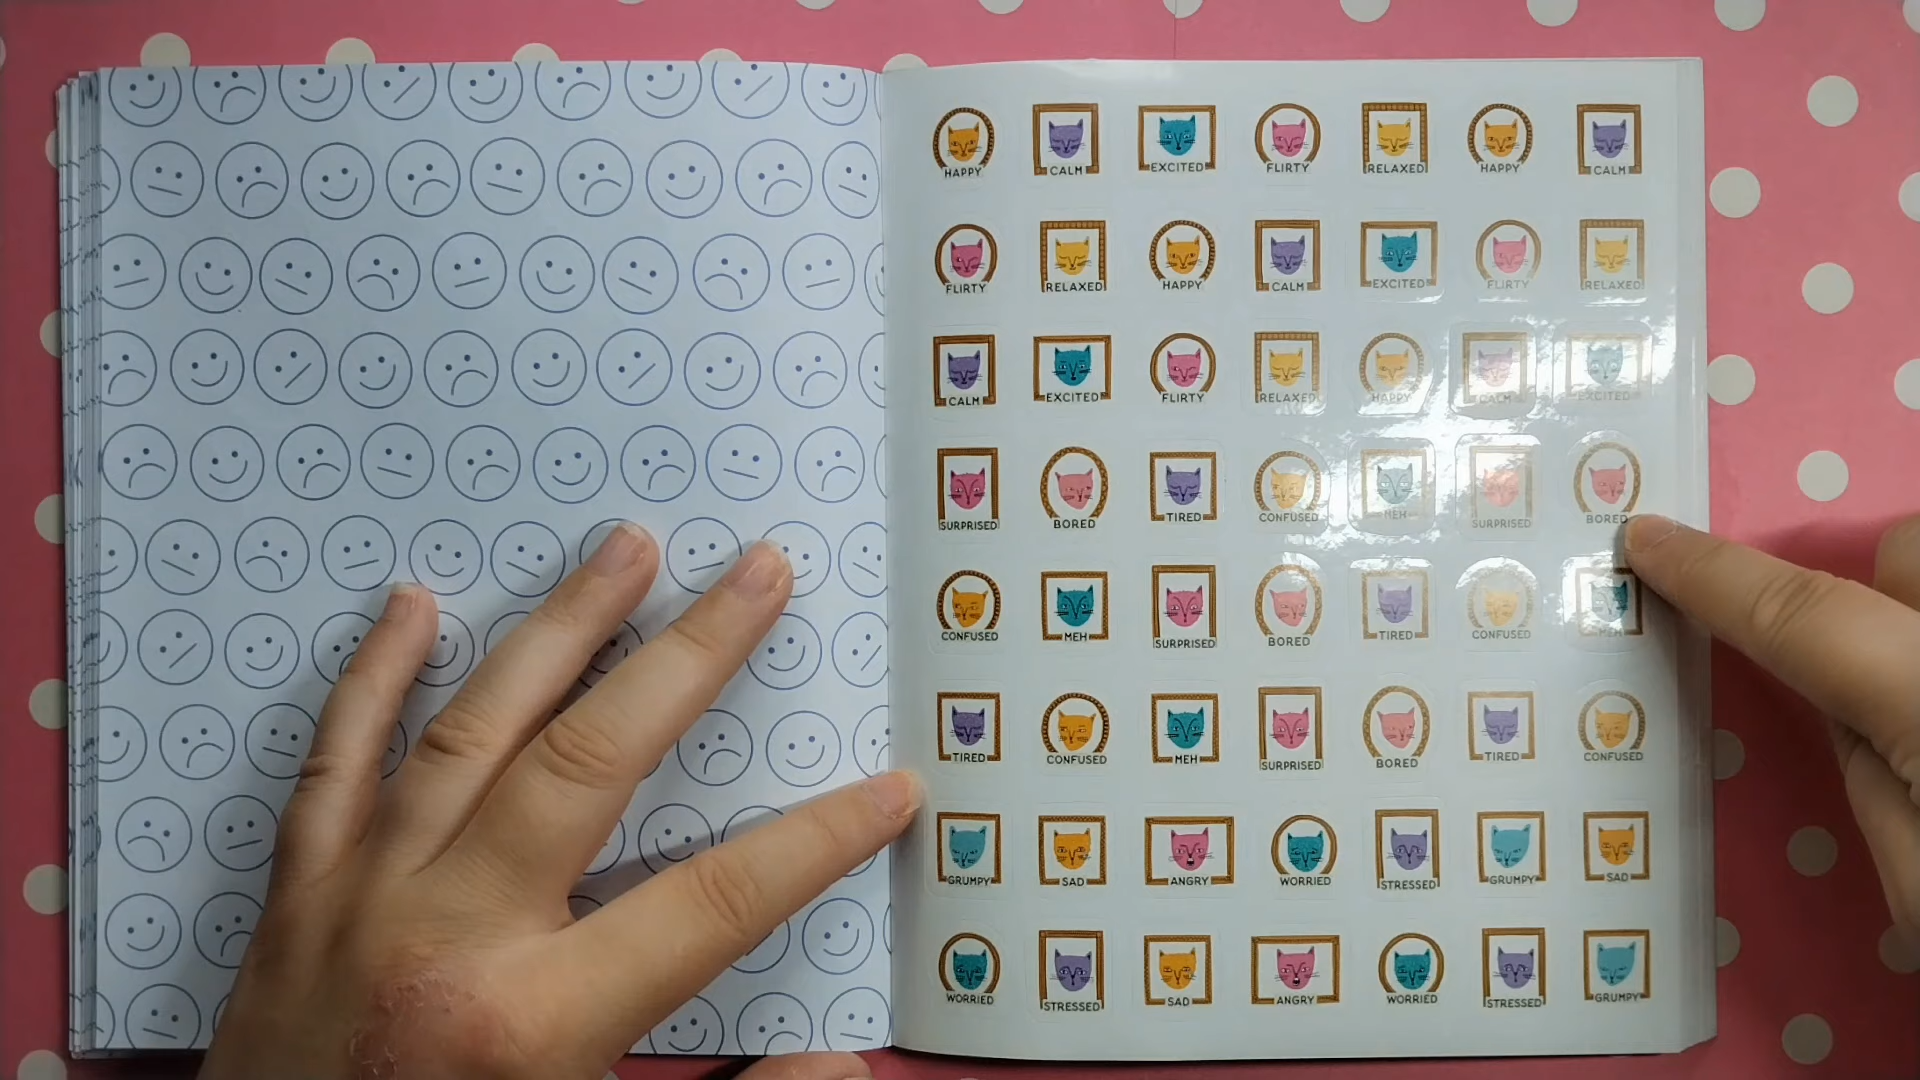 HAPPY CALM EXCITED FLIRTY RELAXED HAPPY CALM
FLIRTY RELAXED HAPPY CALM EXCITED FLIRTY RELAXED
CALM EXCITED FLIRTY RELAXED HAPPY CALM EXCITED
SURPRISED BORED TIRED CONFUSED MEH SURPRISED BORED
CONFUSED MEH SURPRISED BORED TIRED CONFUSED MEH
TIRED CONFUSED MEH SURPRISED BORED TIRED CONFUSED
GRUMPY SAD ANGRY WORRIED STRESSED GRUMPY SAD
WORRIED STRESSED SAD ANGRY WORRIED STRESSED GRUMPY